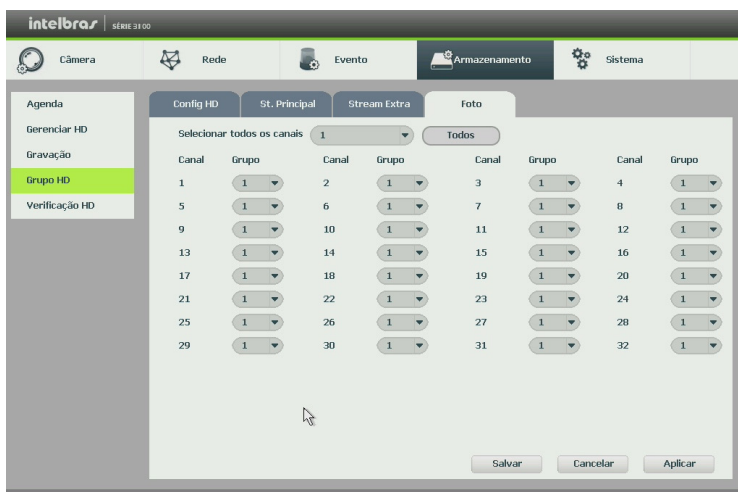 intelbras SÉRIE 3100
Câmera Rede Evento Armazenamento Sistema
Agenda
Gerenciar HD
Gravação
Grupo HD
Verificação HD
Config HD St. Principal Stream Extra Foto
Selecionar todos os canais 1 Todos
Canal Grupo Canal Grupo Canal Grupo Canal Grupo
1 1 2 1 3 1 4 1
5 1 6 1 7 1 8 1
9 1 10 1 11 1 12 1
13 1 14 1 15 1 16 1
17 1 18 1 19 1 20 1
21 1 22 1 23 1 24 1
25 1 26 1 27 1 28 1
29 1 30 1 31 1 32 1
Salvar Cancelar Aplicar